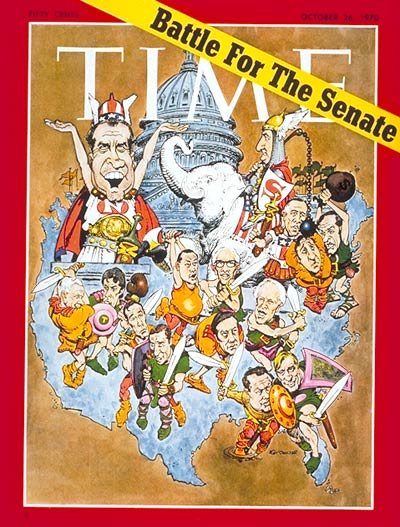 FIFTY CENTS
OCTOBER 26, 1970
TIME
Battle For The Senate